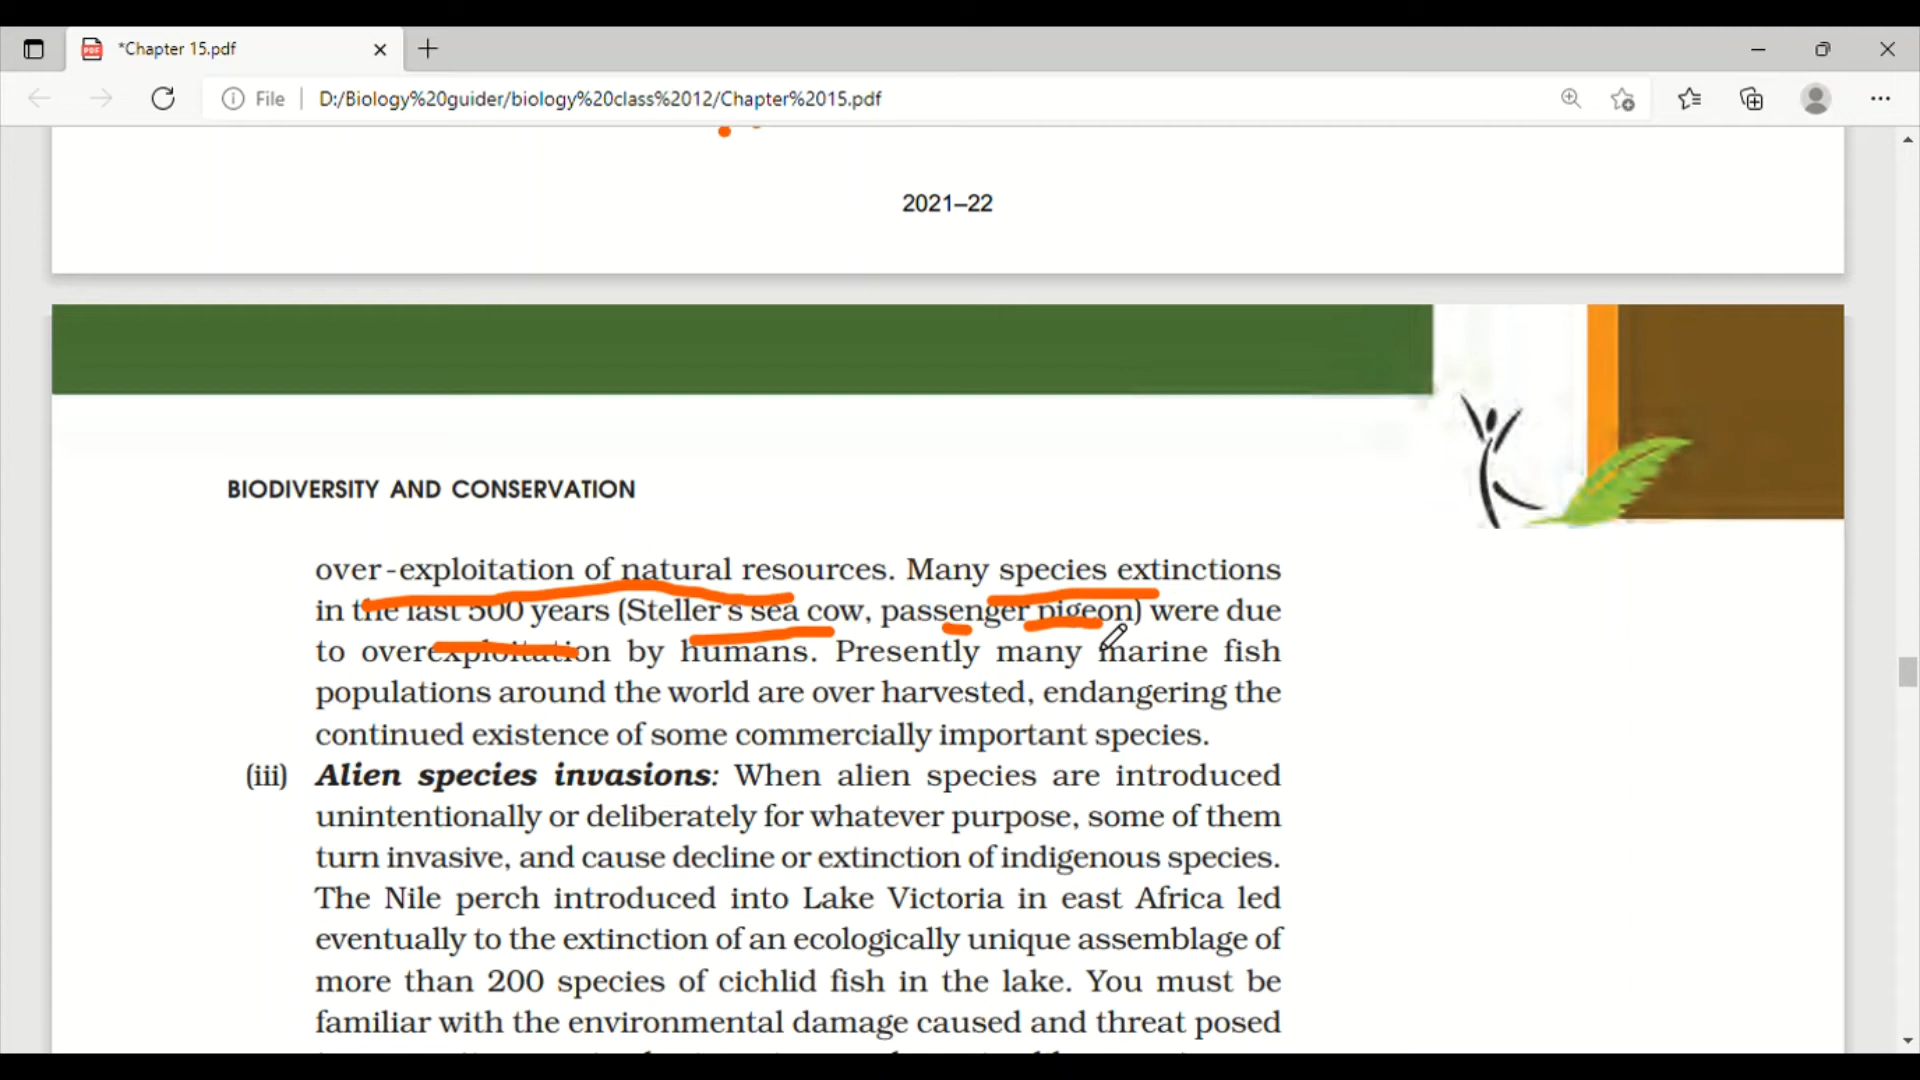 *Chapter 15.pdf
File
D:/Biology%20guider/biology%20class%2012/Chapter%2015.pdf
2021–22
BIODIVERSITY AND CONSERVATION
over-exploitation of natural resources. Many species extinctions
in the last 500 years (Steller's sea cow, passenger pigeon) were due
to overexploitation by humans. Presently many marine fish
populations around the world are over harvested, endangering the
continued existence of some commercially important species.
(iii) Alien species invasions: When alien species are introduced
unintentionally or deliberately for whatever purpose, some of them
turn invasive, and cause decline or extinction of indigenous species.
The Nile perch introduced into Lake Victoria in east Africa led
eventually to the extinction of an ecologically unique assemblage of
more than 200 species of cichlid fish in the lake. You must be
familiar with the environmental damage caused and threat posed